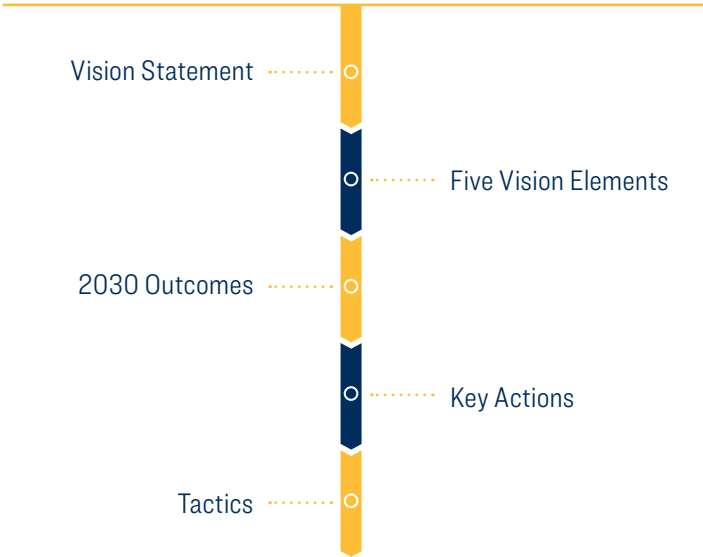 Vision Statement
Five Vision Elements
2030 Outcomes
Key Actions
Tactics